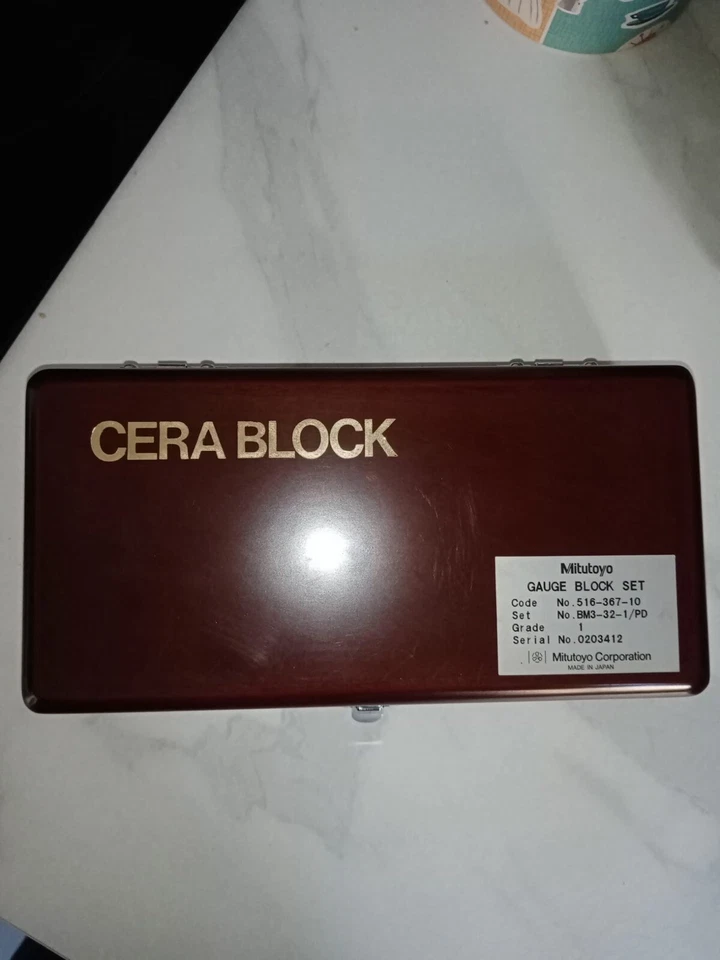 CERA BLOCK
Mitutoyo
GAUGE BLOCK SET
Code No.516-367-10
Set No.BM3-32-1/PD
Grade 1
Serial No.0203412
Mitutoyo Corporation
MADE IN JAPAN